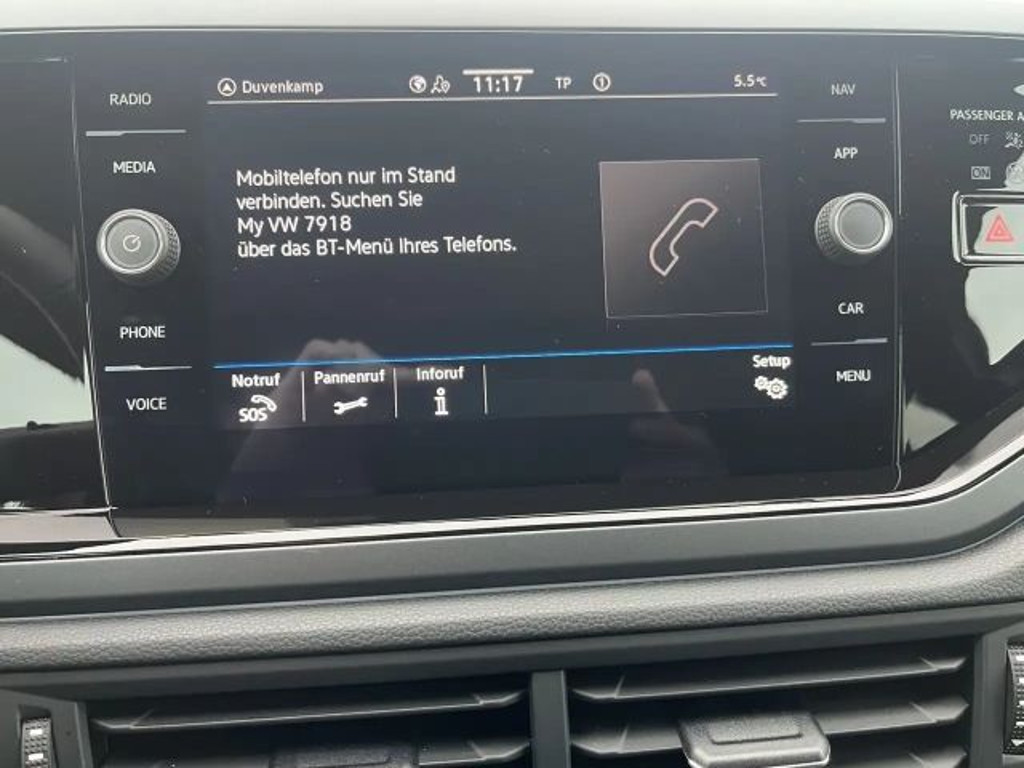 Duvenkamp 11:17 TP 5.5°C
RADIO
MEDIA
PHONE
VOICE
Mobiltelefon nur im Stand
verbinden. Suchen Sie
My VW 7918
über das BT-Menü Ihres Telefons.
Notruf Pannenruf Inforuf Setup
SOS i
NAV
APP
CAR
MENU
PASSENGER A
OFF
ON